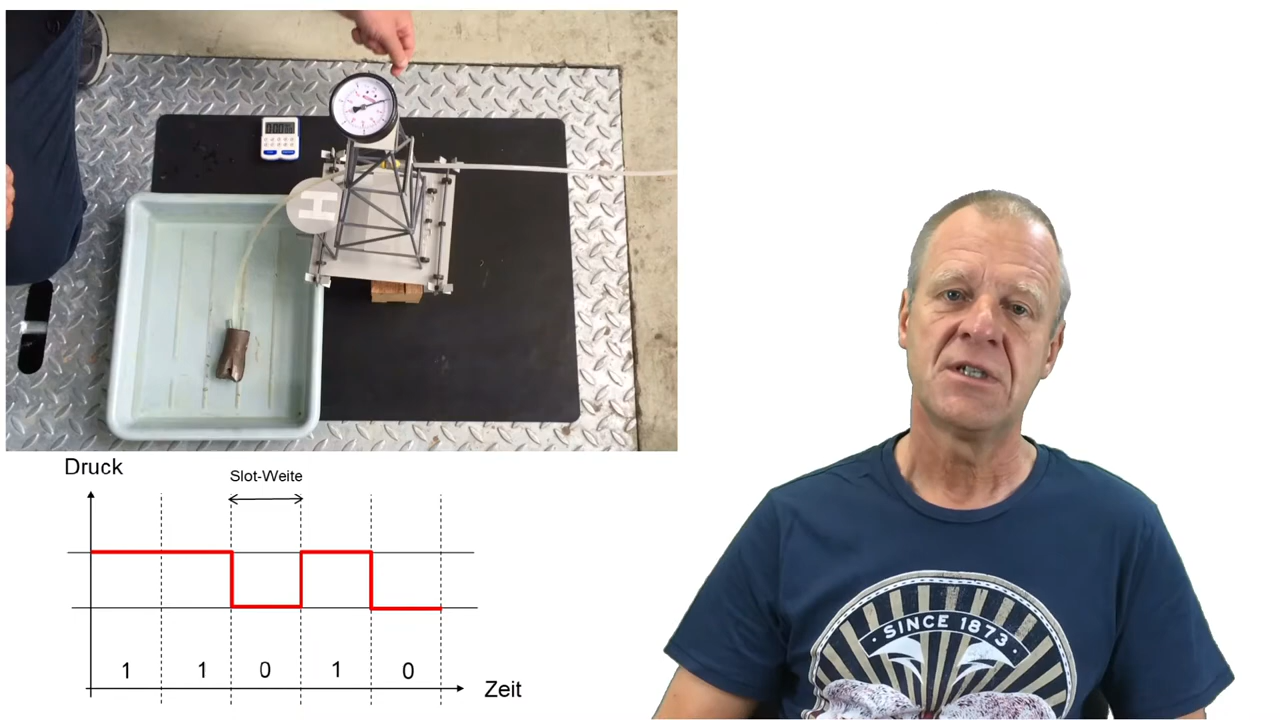 H
Druck
Slot-Weite
1 1 0 1 0
Zeit
· SINCE 1873 ·